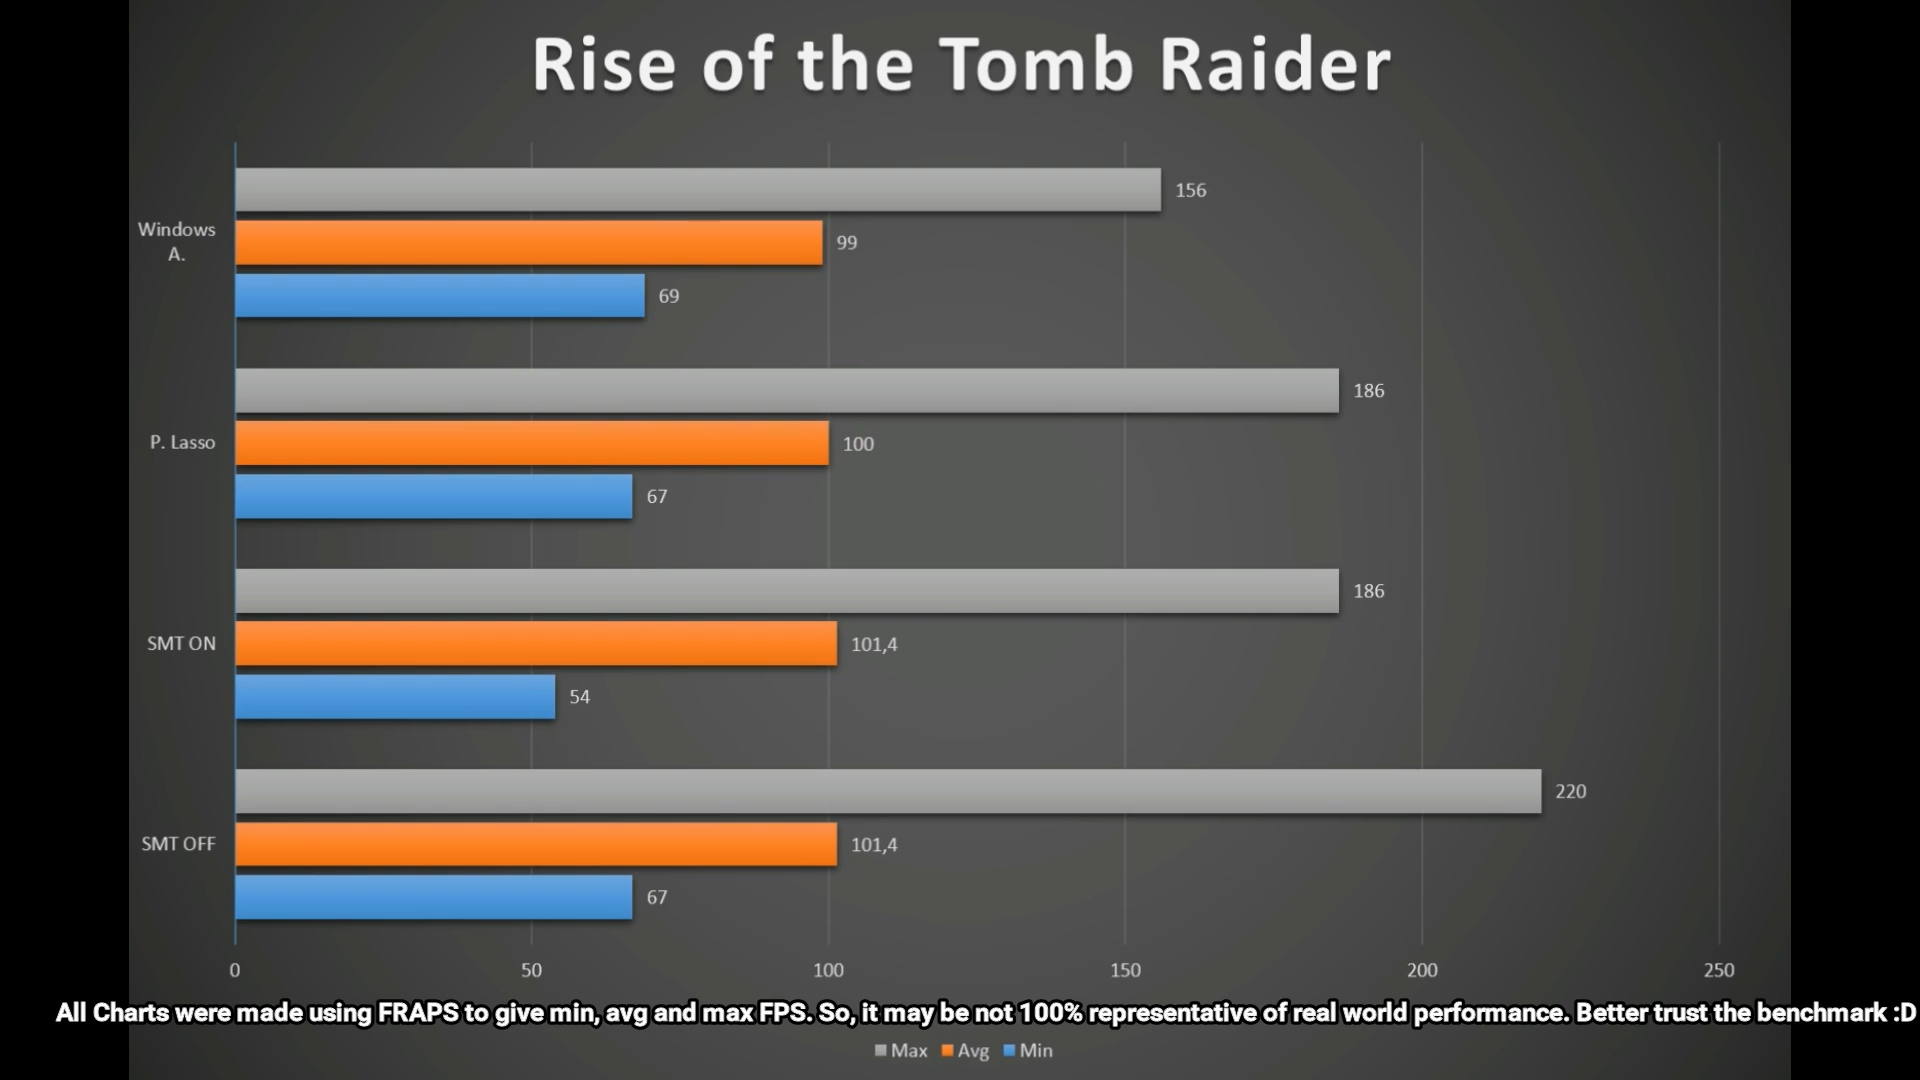 Rise of the Tomb Raider
156
Windows
A.
99
69
186
P. Lasso
100
67
186
SMT ON
101,4
54
220
SMT OFF
101,4
67
0 50 100 150 200 250
All Charts were made using FRAPS to give min, avg and max FPS. So, it may be not 100% representative of real world performance. Better trust the benchmark :D
Max Avg Min